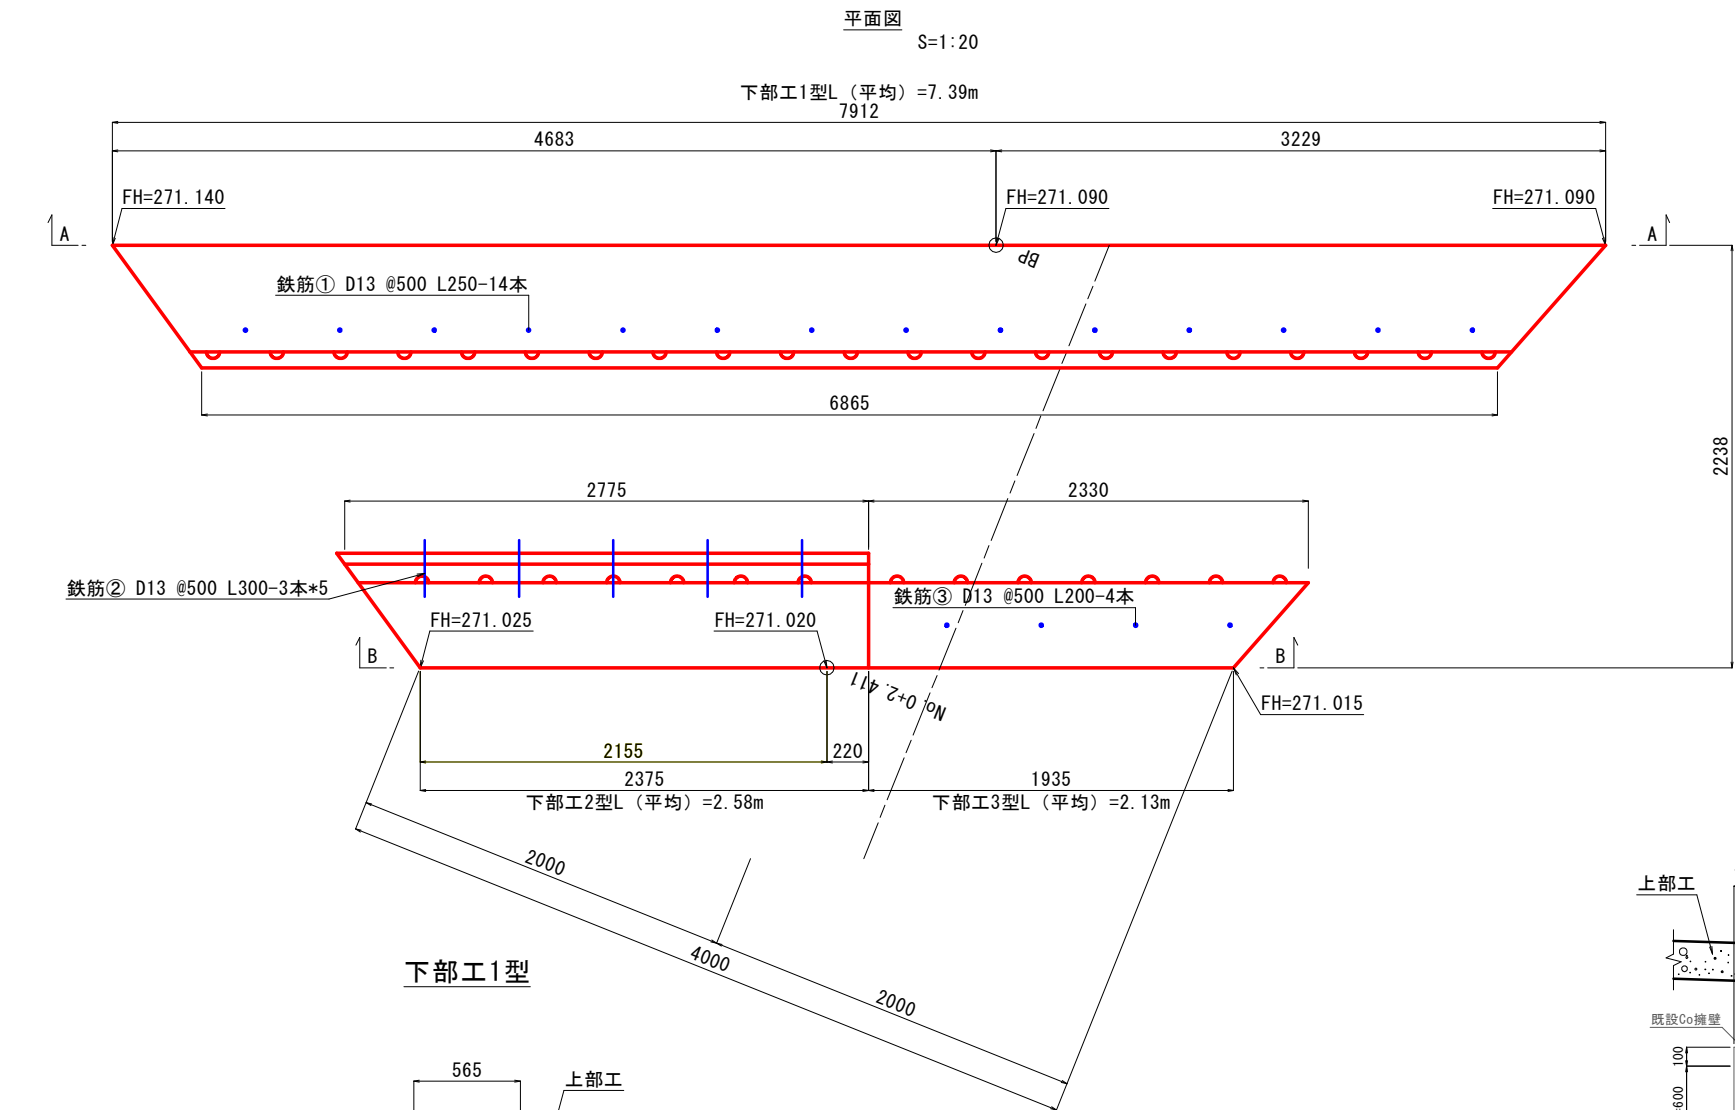 平面図
S=1:20
下部工1型L（平均）=7.39m
7912
4683
3229
FH=271.140
FH=271.090
FH=271.090
A
A
BP
鉄筋① D13 @500 L250-14本
6865
2238
2775
2330
鉄筋② D13 @500 L300-3本*5
鉄筋③ D13 @500 L200-4本
FH=271.025
FH=271.020
B
B
No.0+2.411
FH=271.015
2155
220
2375
1935
下部工2型L（平均）=2.58m
下部工3型L（平均）=2.13m
2000
4000
2000
上部工
下部工1型
既設Co擁壁
100
600
565
上部工